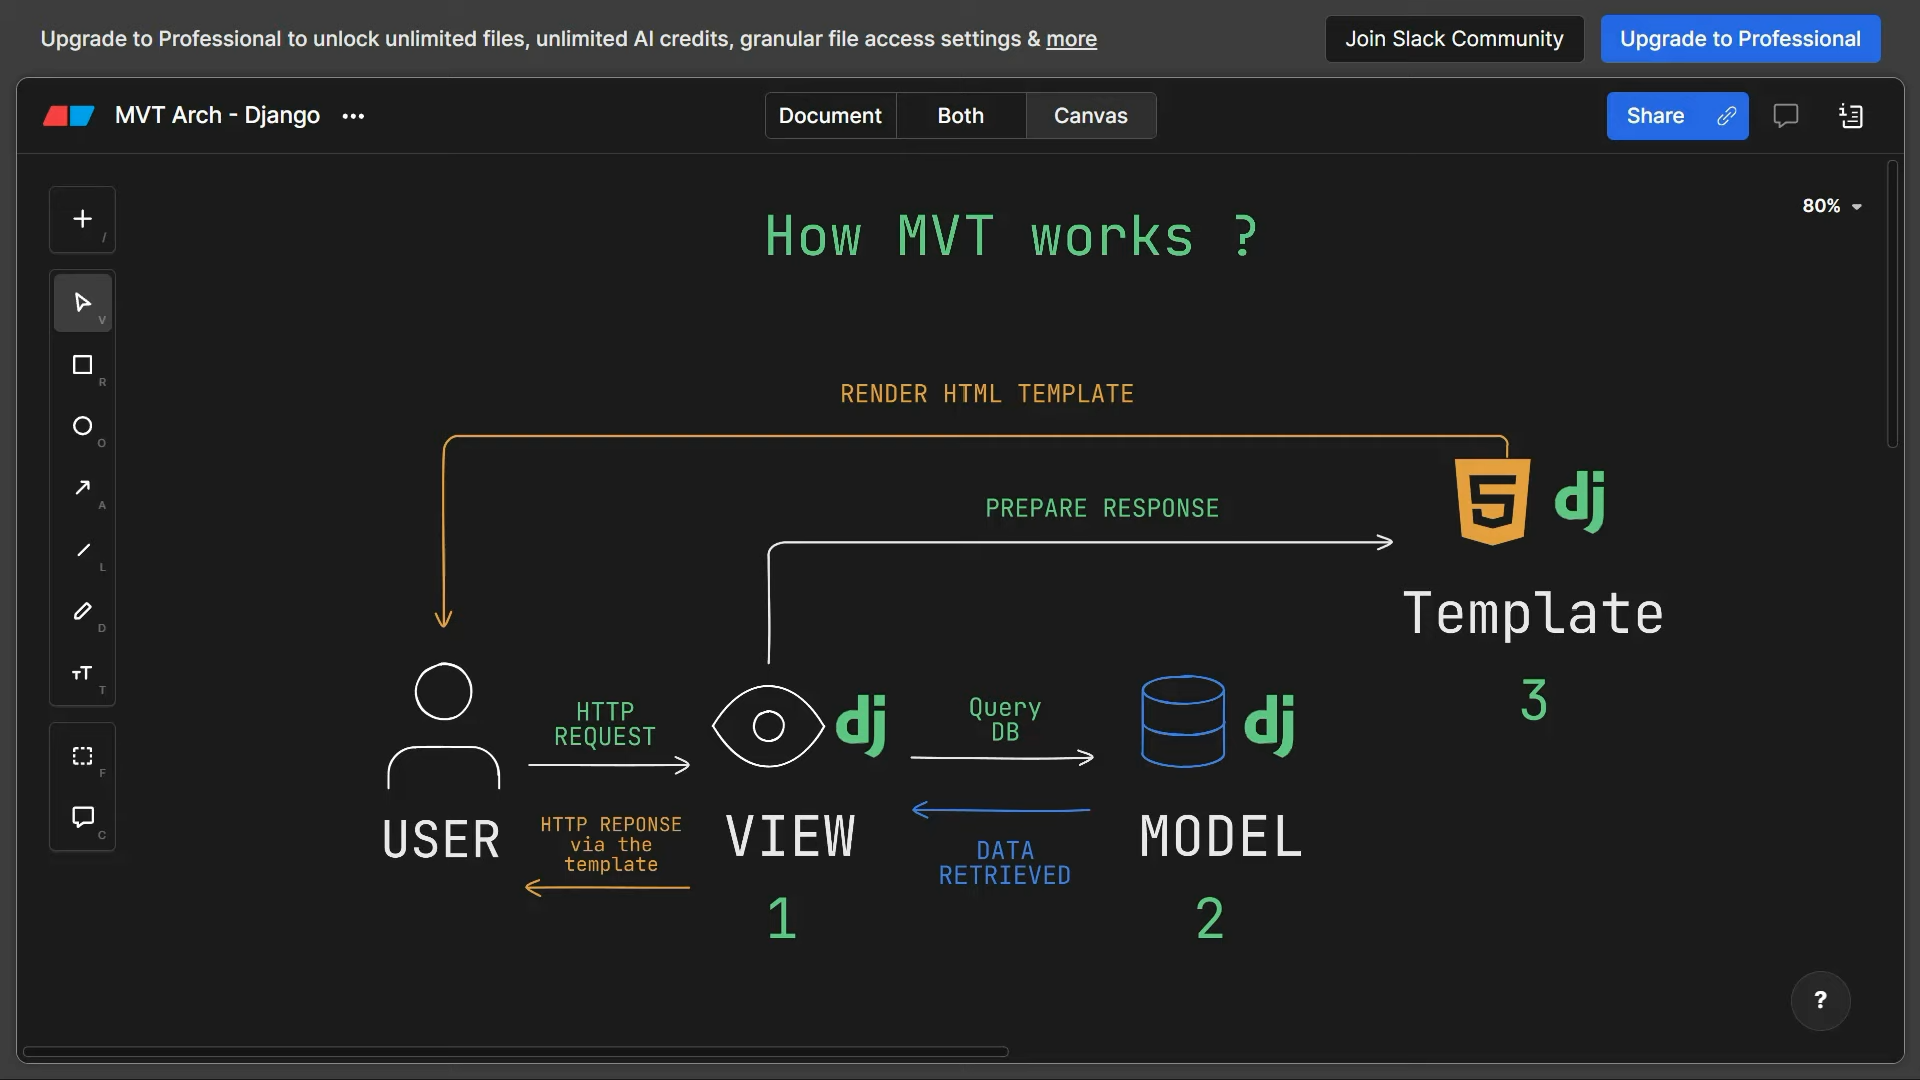 Upgrade to Professional to unlock unlimited files, unlimited AI credits, granular file access settings & more
Join Slack Community
Upgrade to Professional
MVT Arch - Django
Document
Both
Canvas
Share
80%
/
V
R
O
A
L
D
T
F
C
How MVT works ?
RENDER HTML TEMPLATE
PREPARE RESPONSE
5
dj
Template
3
HTTP
REQUEST
dj
Query
DB
dj
USER
HTTP REPONSE
via the
template
VIEW
1
DATA
RETRIEVED
MODEL
2
?